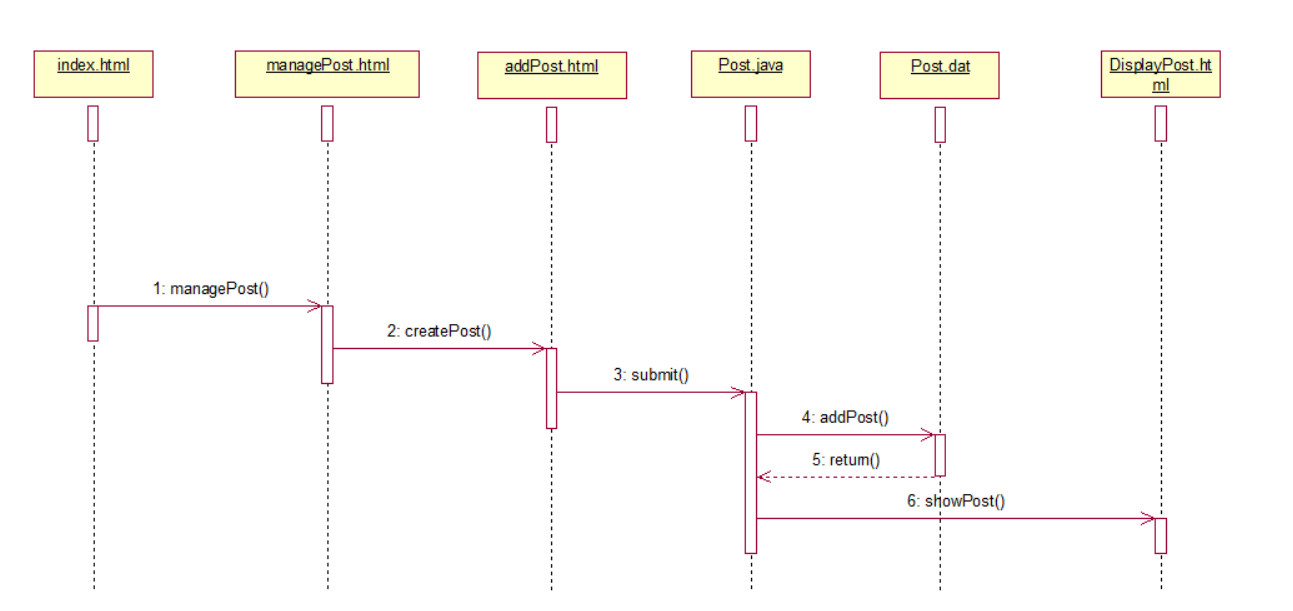 index.html
managePost.html
addPost.html
Post.java
Post.dat
DisplayPost.ht
ml
1: managePost()
2: createPost()
3: submit()
4: addPost()
5: return()
6: showPost()